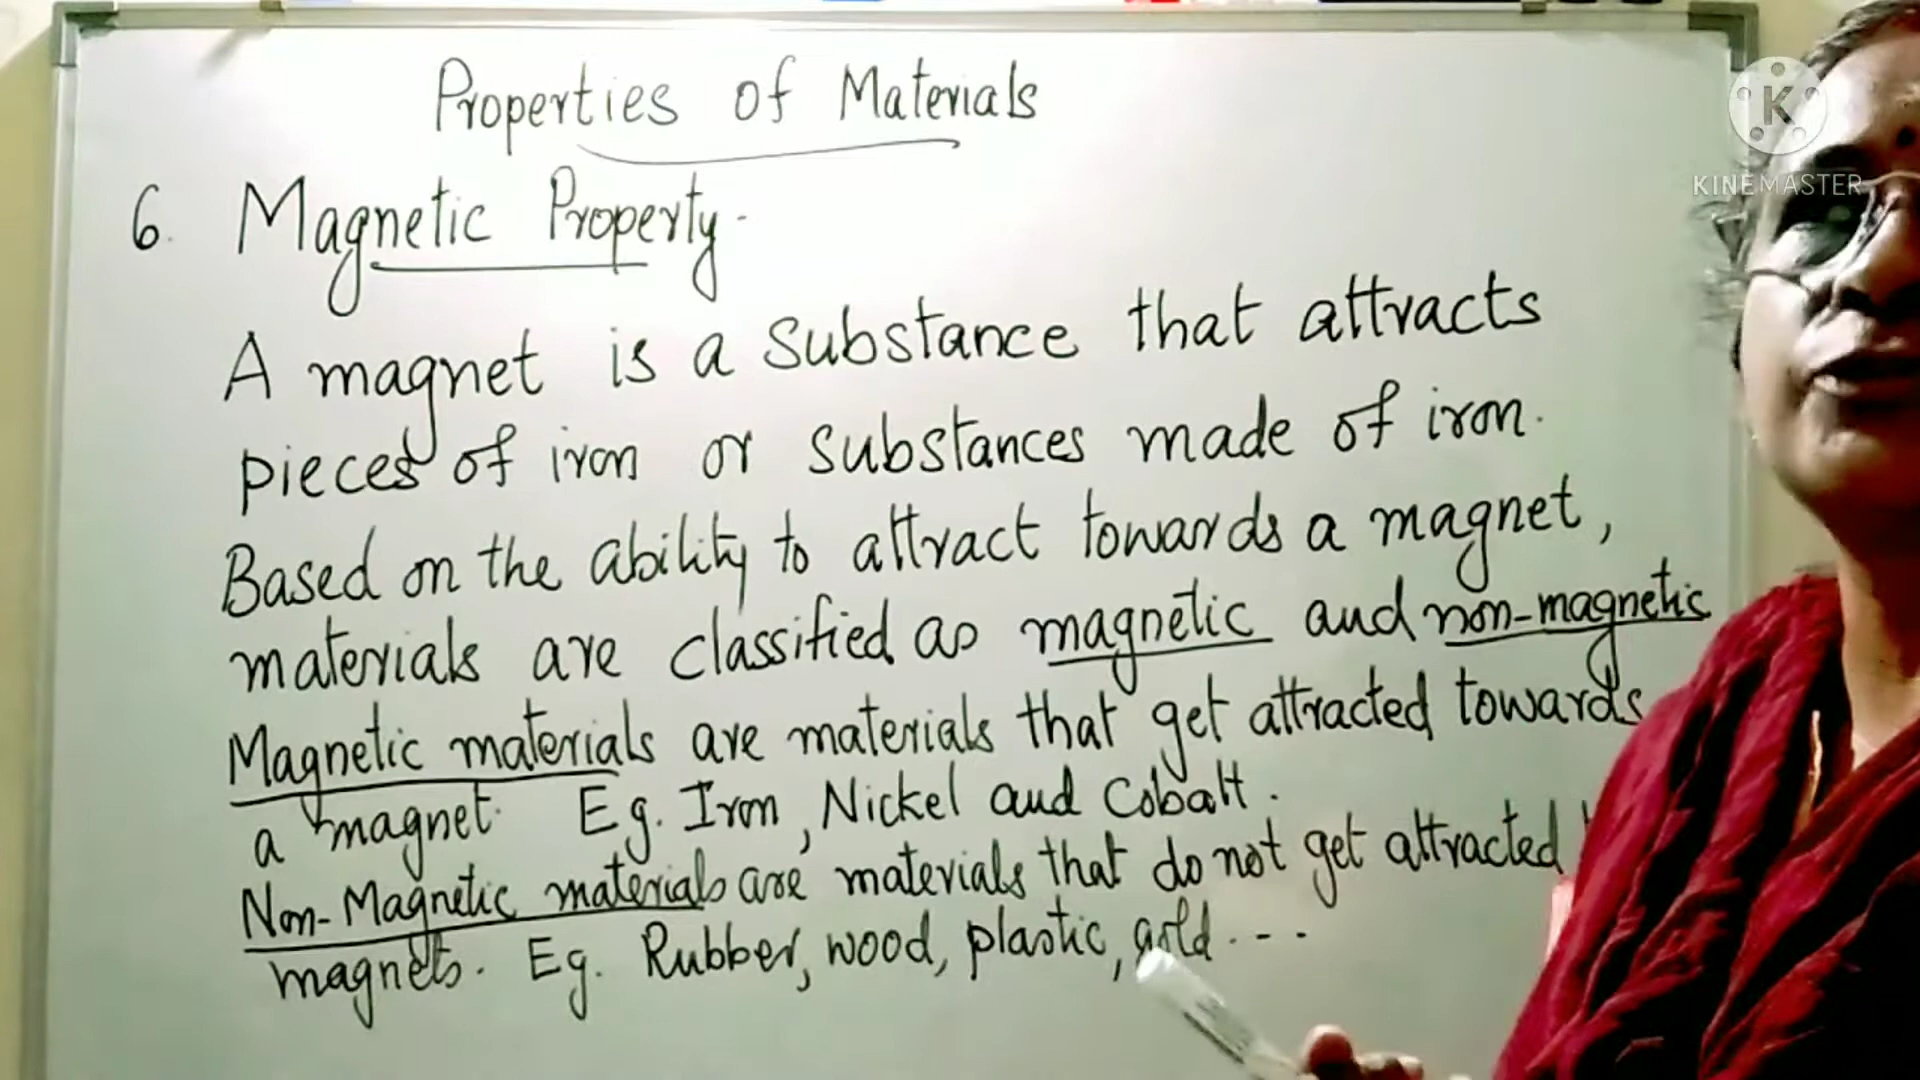 Properties of Materials
6. Magnetic Property.
A magnet is a substance that attracts
pieces of iron or substances made of iron.
Based on the ability to attract towards a magnet,
materials are classified as magnetic and non-magnetic
Magnetic materials are materials that get attracted towards
a magnet. Eg. Iron, Nickel and Cobalt.
Non-Magnetic materials are materials that do not get attracted
magnets. Eg. Rubber, wood, plastic, gold ---
K
KINEMASTER